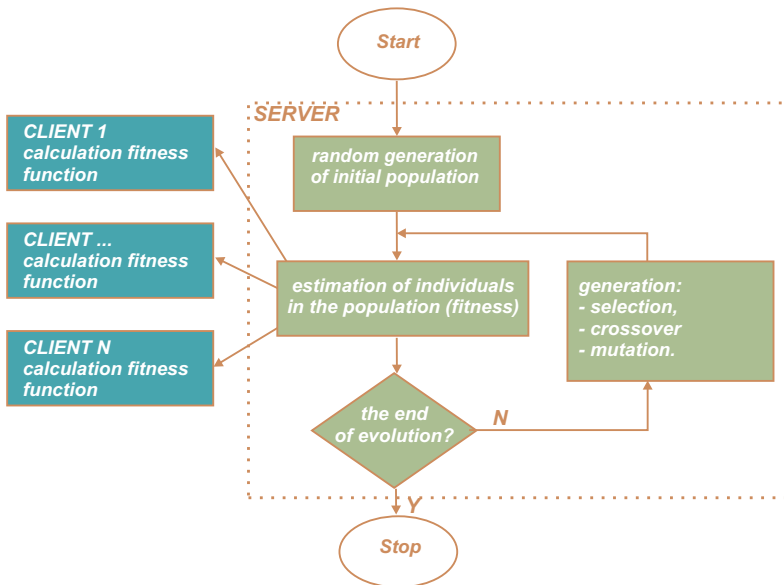 Start
SERVER
CLIENT 1
calculation fitness
function
random generation
of initial population
CLIENT ...
calculation fitness
function
estimation of individuals
in the population (fitness)
generation:
- selection,
- crossover
- mutation.
CLIENT N
calculation fitness
function
the end
of evolution?
N
Y
Stop